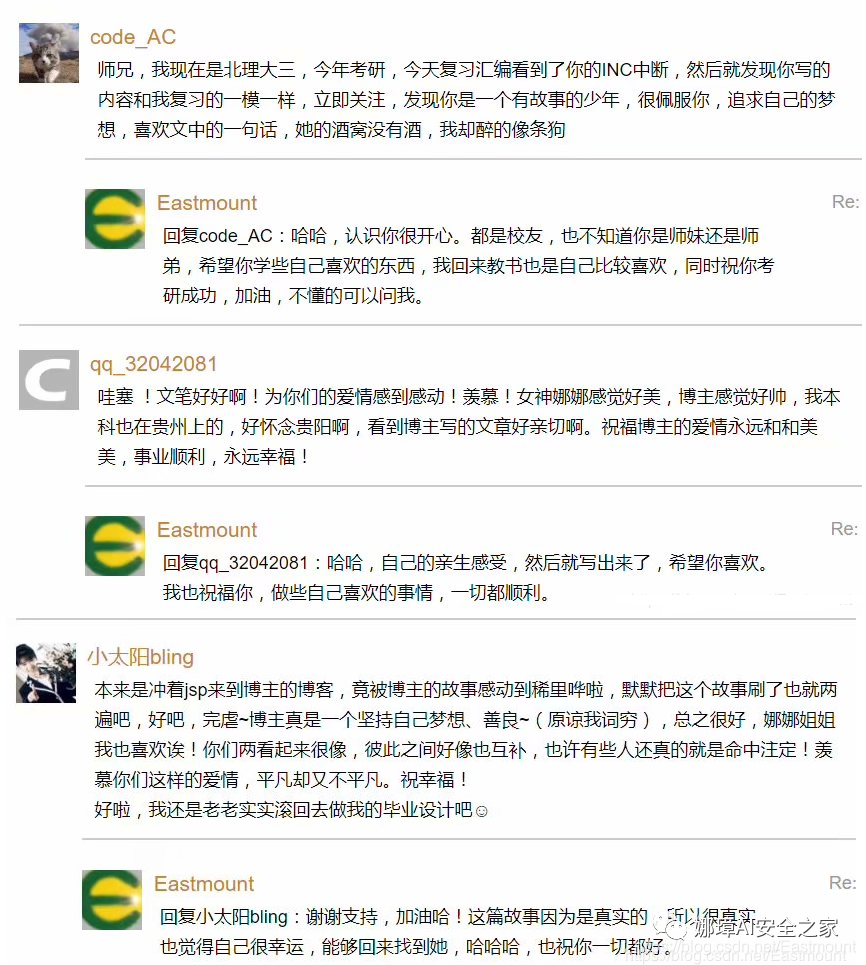 code_AC
师兄，我现在是北理大三，今年考研，今天复习汇编看到了你的INC中断，然后就发现你写的
内容和我复习的一模一样，立即关注，发现你是一个有故事的少年，很佩服你，追求自己的梦
想，喜欢文中的一句话，她的酒窝没有酒，我却醉的像条狗
Eastmount
Re:
回复code_AC：哈哈，认识你很开心。都是校友，也不知道你是师妹还是师
弟，希望你学些自己喜欢的东西，我回来教书也是自己比较喜欢，同时祝你考
研成功，加油，不懂的可以问我。
qq_32042081
哇塞 ！文笔好好啊！为你们的爱情感到感动！羡慕！女神娜娜感觉好美，博主感觉好帅，我本
科也在贵州上的，好怀念贵阳啊，看到博主写的文章好亲切啊。祝福博主的爱情永远和和美
美，事业顺利，永远幸福！
Eastmount
Re:
回复qq_32042081：哈哈，自己的亲生感受，然后就写出来了，希望你喜欢。
我也祝福你，做些自己喜欢的事情，一切都顺利。
小太阳bling
本来是冲着jsp来到博主的博客，竟被博主的故事感动到稀里哗啦，默默把这个故事刷了也就两
遍吧，好吧，完虐~博主真是一个坚持自己梦想、善良~（原谅我词穷），总之很好，娜娜姐姐
我也喜欢诶！你们两看起来很像，彼此之间好像也互补，也许有些人还真的就是命中注定！羡
慕你们这样的爱情，平凡却又不平凡。祝幸福！
好啦，我还是老老实实滚回去做我的毕业设计吧☺
Eastmount
Re:
回复小太阳bling：谢谢支持，加油哈！这篇故事因为是真实的，所以很真实
也觉得自己很幸运，能够回来找到她，哈哈哈，也祝你一切都好。
娜璋AI安全之家
https://blog.csdn.net/Eastmount